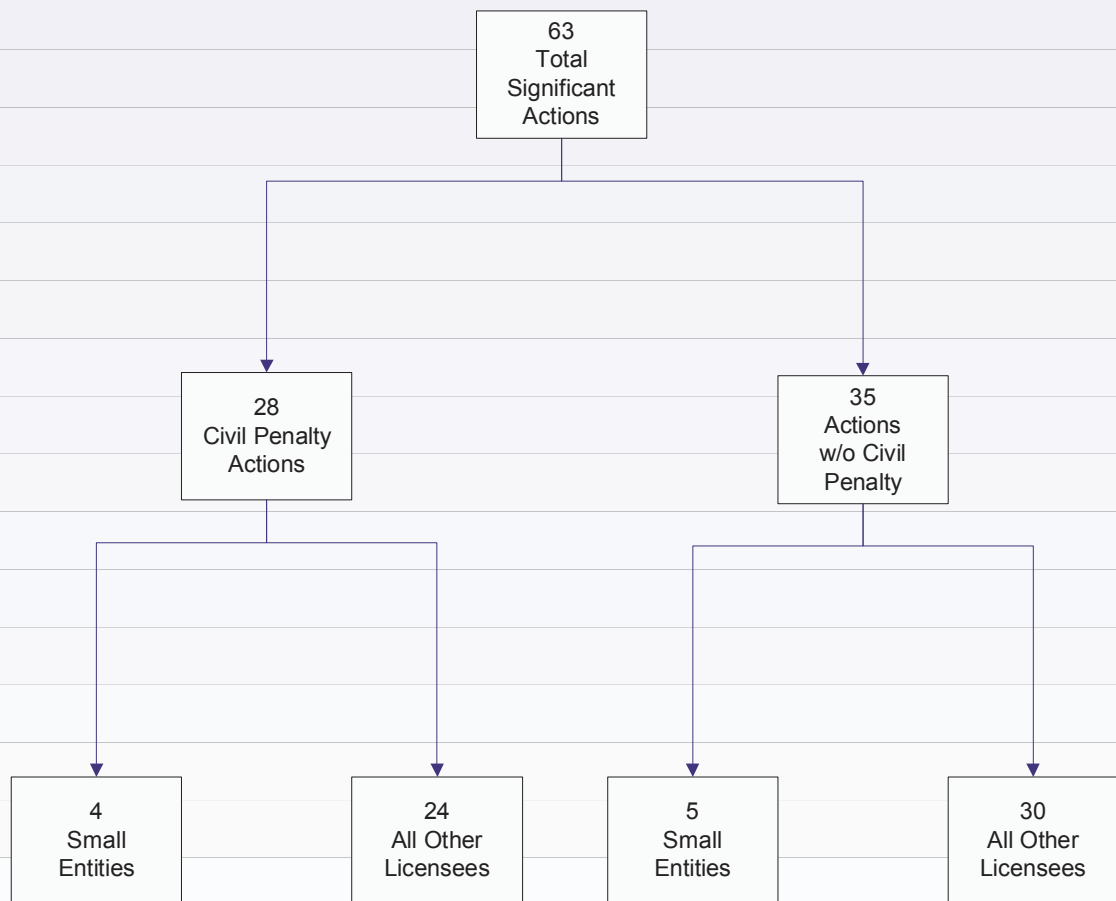 63
Total
Significant
Actions
28
Civil Penalty
Actions
35
Actions
w/o Civil
Penalty
4
Small
Entities
24
All Other
Licensees
5
Small
Entities
30
All Other
Licensees